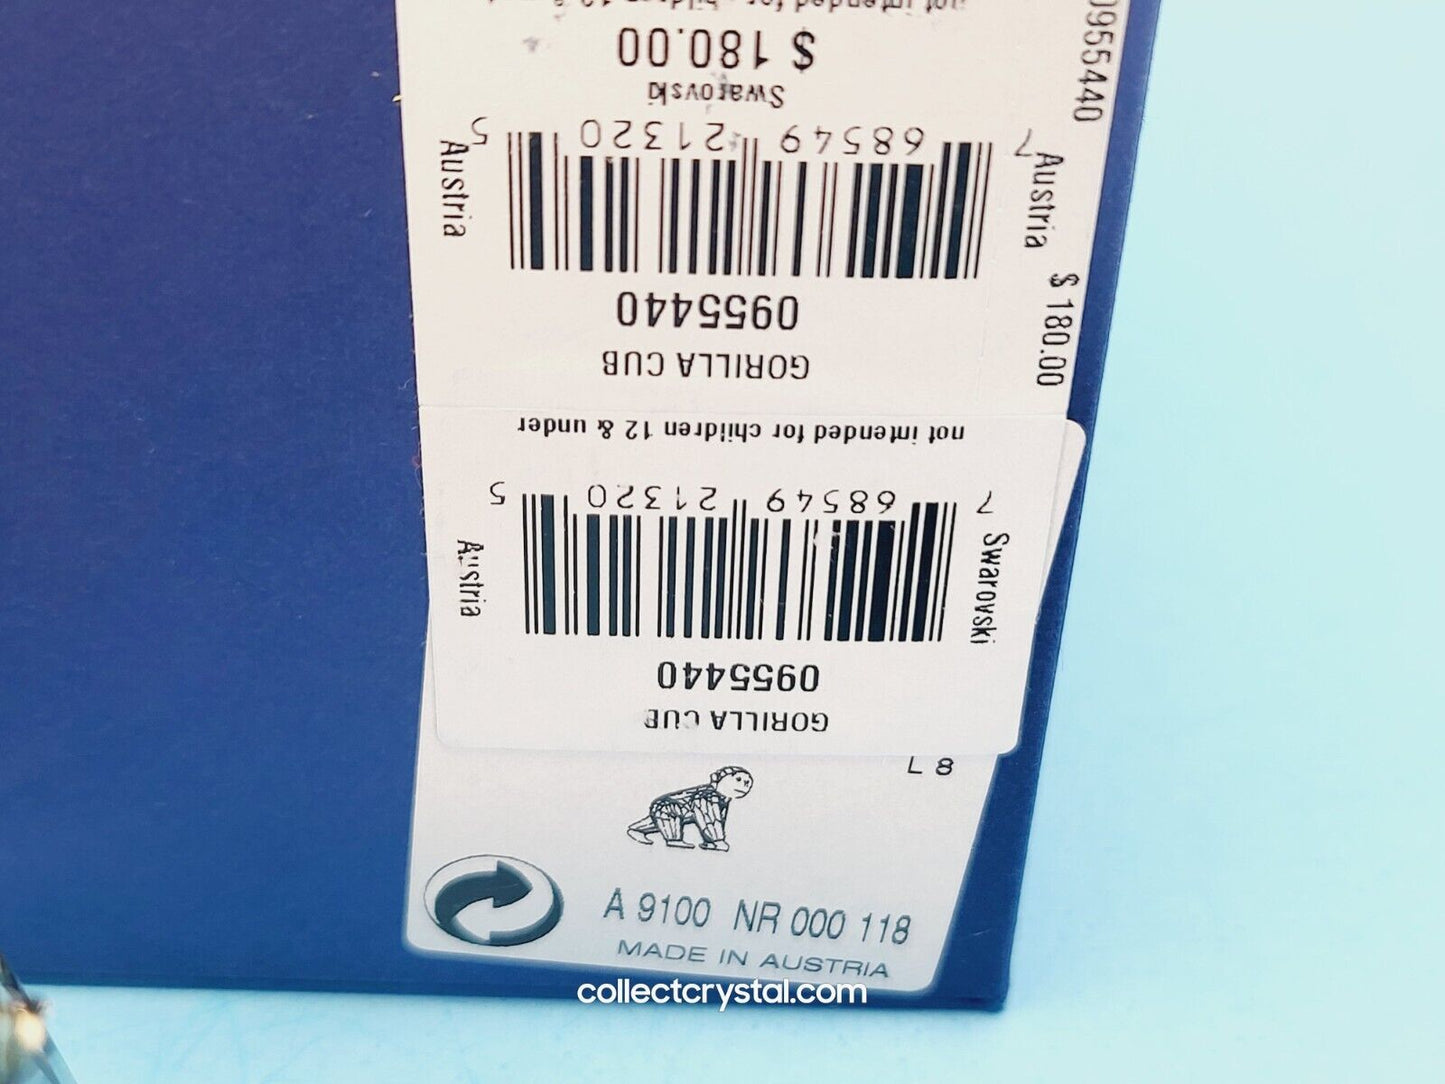 not intended for children 12 &
$ 180.00
Swarovski
7 68549 21320 5
Austria
Austria
0955440
GORILLA CUB
0955440
$ 180.00
not intended for children 12 & under
7 68549 21320 5
Swarovski
Austria
0955440
GORILLA CUB
L 8
A 9100 NR 000 118
MADE IN AUSTRIA
collectcrystal.com